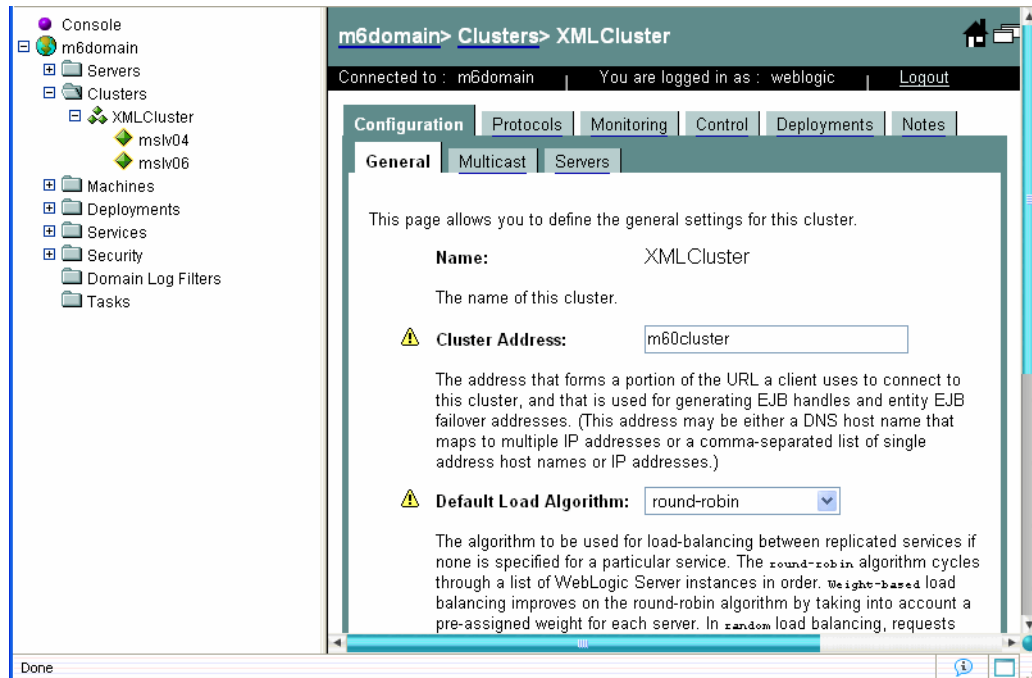 Console
m6domain
Servers
Clusters
XMLCluster
mslv04
mslv06
Machines
Deployments
Services
Security
Domain Log Filters
Tasks
m6domain> Clusters> XMLCluster
Connected to : m6domain | You are logged in as : weblogic | Logout
Configuration Protocols Monitoring Control Deployments Notes
General Multicast Servers
This page allows you to define the general settings for this cluster.
Name: XMLCluster
The name of this cluster.
Cluster Address: m60cluster
The address that forms a portion of the URL a client uses to connect to
this cluster, and that is used for generating EJB handles and entity EJB
failover addresses. (This address may be either a DNS host name that
maps to multiple IP addresses or a comma-separated list of single
address host names or IP addresses.)
Default Load Algorithm: round-robin
The algorithm to be used for load-balancing between replicated services if
none is specified for a particular service. The round-robin algorithm cycles
through a list of WebLogic Server instances in order. Weight-based load
balancing improves on the round-robin algorithm by taking into account a
pre-assigned weight for each server. In random load balancing, requests
Done